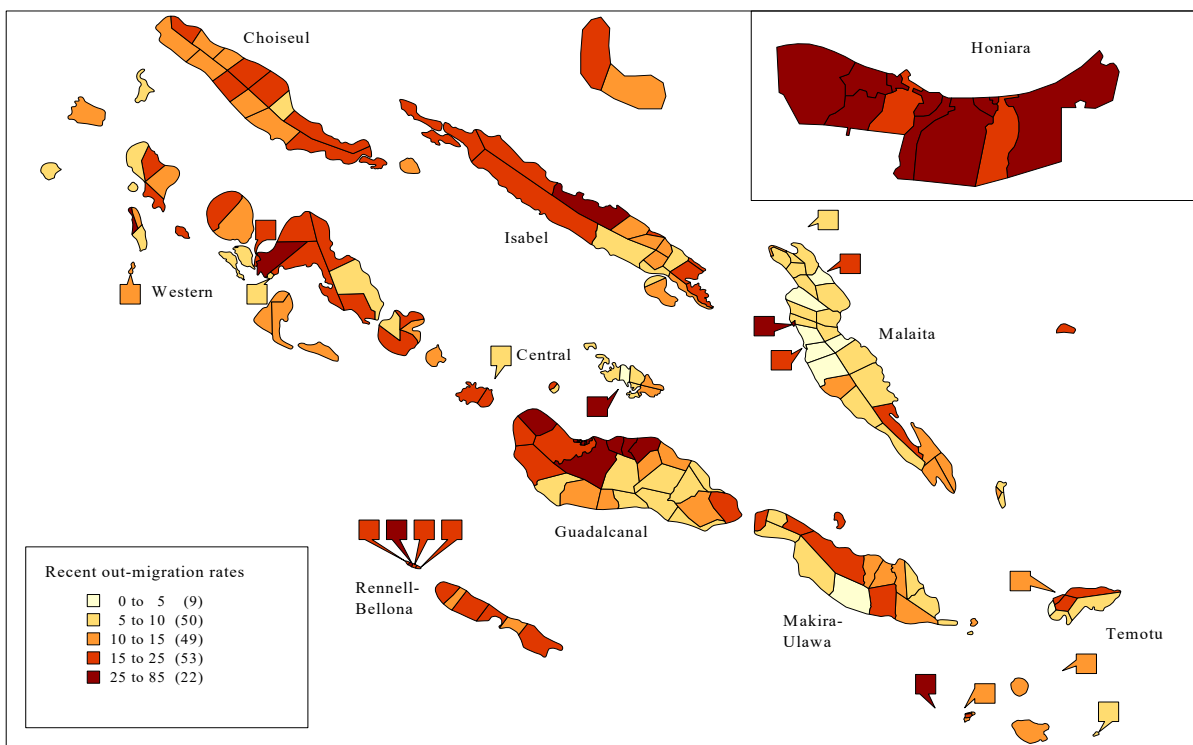 Choiseul
Honiara
Isabel
Western
Malaita
Central
Guadalcanal
Rennell-
Bellona
Makira-
Ulawa
Temotu
Recent out-migration rates
0 to 5 (9)
5 to 10 (50)
10 to 15 (49)
15 to 25 (53)
25 to 85 (22)